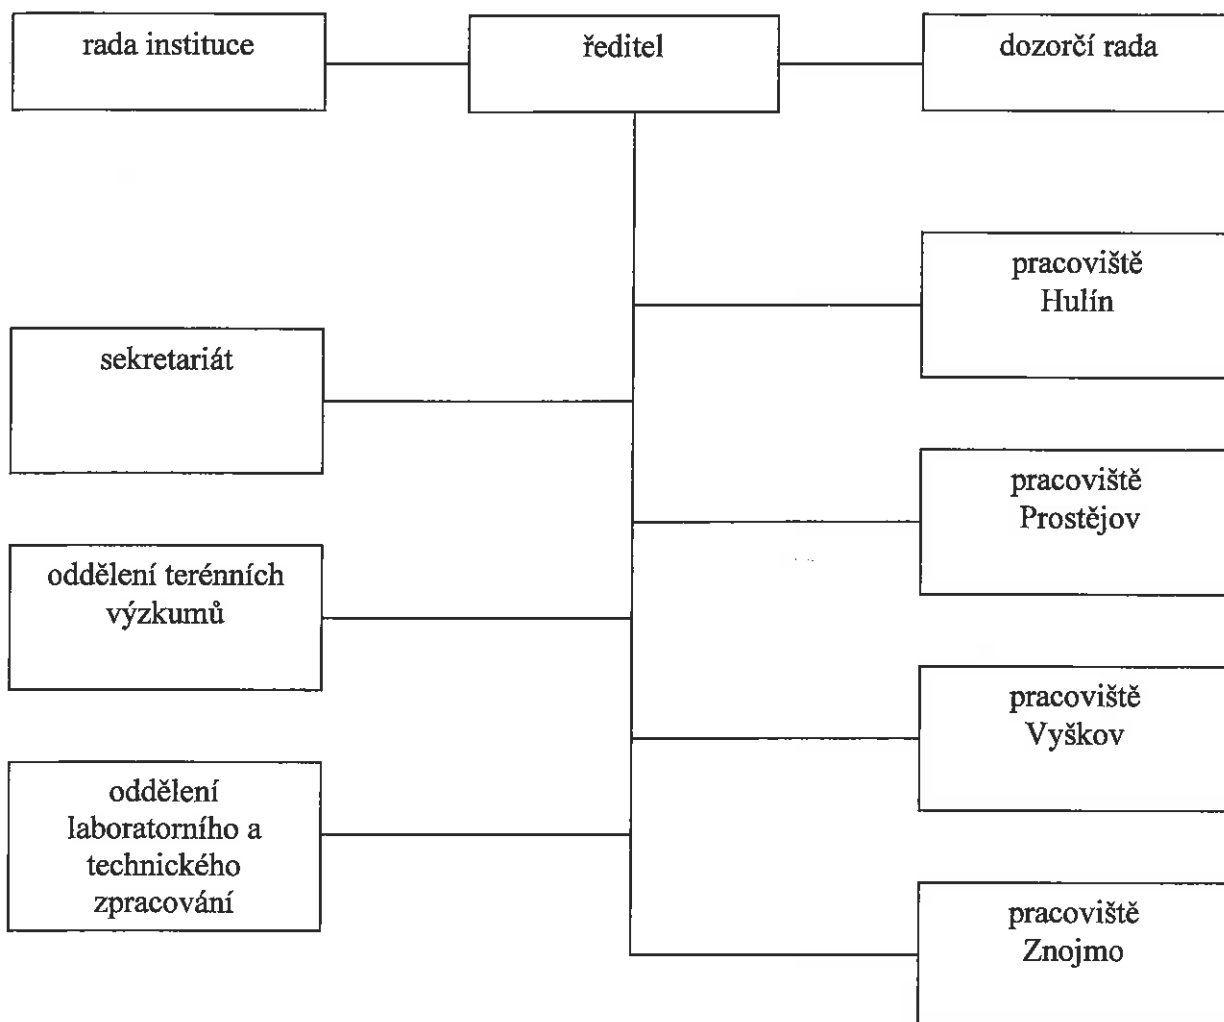 rada instituce
ředitel
dozorčí rada
pracoviště
Hulín
sekretariát
pracoviště
Prostějov
oddělení terénních
výzkumů
pracoviště
Vyškov
oddělení
laboratorního a
technického
zpracování
pracoviště
Znojmo